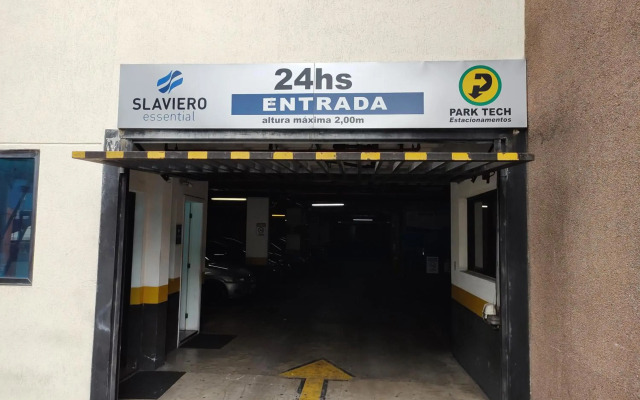 SLAVIERO
essential
24hs
ENTRADA
altura máxima 2,00m
PARK TECH
Estacionamentos